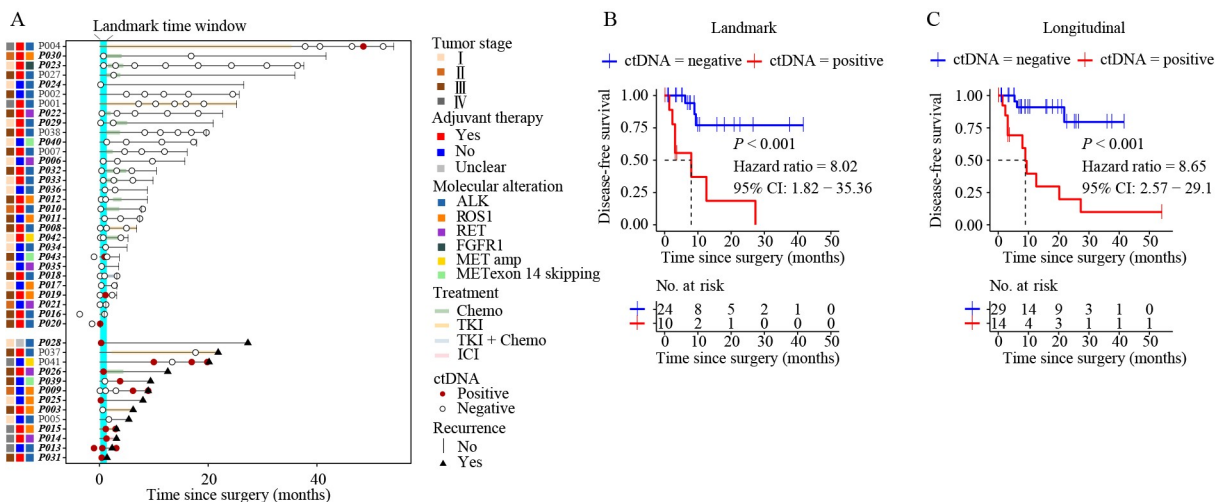 A
Landmark time window
P004
P030
P023
P027
P024
P002
P001
P022
P029
P038
P040
P007
P006
P032
P033
P036
P012
P010
P011
P008
P042
P034
P043
P035
P018
P017
P019
P021
P016
P020
P028
P037
P041
P026
P039
P009
P025
P003
P005
P015
P014
P013
P031
0 20 40
Time since surgery (months)
Tumor stage
I
II
III
IV
Adjuvant therapy
Yes
No
Unclear
Molecular alteration
ALK
ROS1
RET
FGFR1
MET amp
METexon 14 skipping
Treatment
Chemo
TKI
TKI + Chemo
ICI
ctDNA
Positive
Negative
Recurrence
No
Yes
B
Landmark
ctDNA = negative ctDNA = positive
Disease-free survival
1.00
0.75
0.50
0.25
0.00
P < 0.001
Hazard ratio = 8.02
95% CI: 1.82 − 35.36
0 10 20 30 40 50
Time since surgery (months)
No. at risk
24 8 5 2 1 0
10 2 1 0 0 0
0 10 20 30 40 50
Time since surgery (months)
C
Longitudinal
ctDNA = negative ctDNA = positive
Disease-free survival
1.00
0.75
0.50
0.25
0.00
P < 0.001
Hazard ratio = 8.65
95% CI: 2.57 − 29.1
0 10 20 30 40 50
Time since surgery (months)
No. at risk
29 14 9 3 1 0
14 4 3 1 1 1
0 10 20 30 40 50
Time since surgery (months)